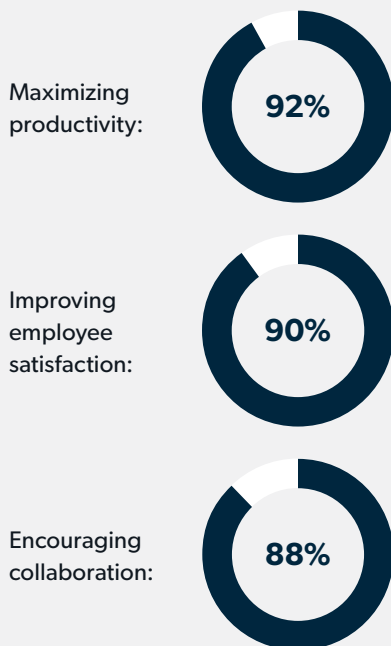 Maximizing
productivity:
92%
Improving
employee
satisfaction:
90%
Encouraging
collaboration:
88%